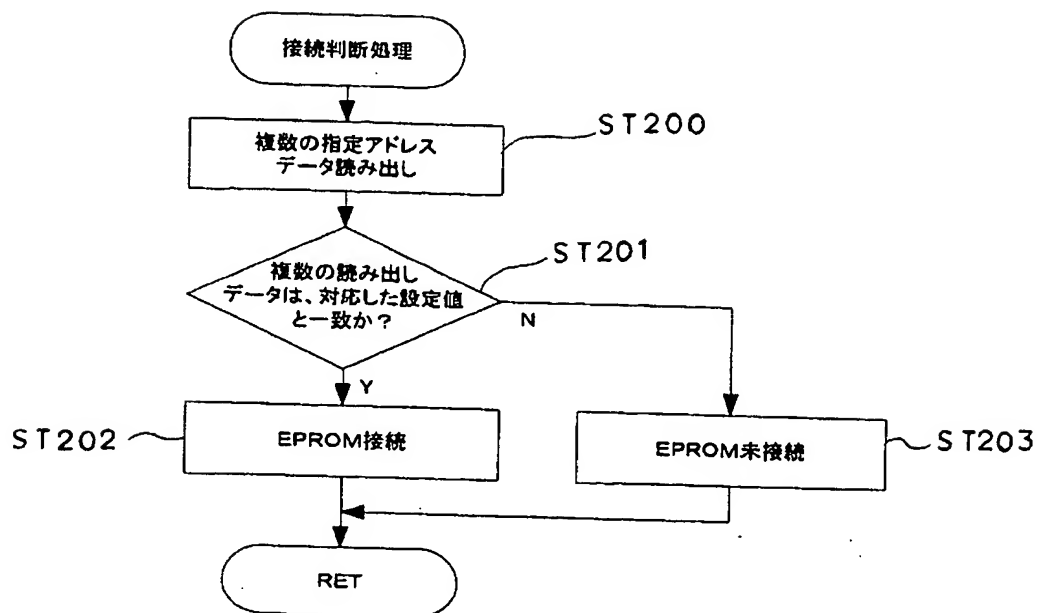 接続判断処理
複数の指定アドレス
データ読み出し
ST200
複数の読み出し
データは、対応した設定値
と一致か？
ST201
N
Y
EPROM接続
ST202
EPROM未接続
ST203
RET